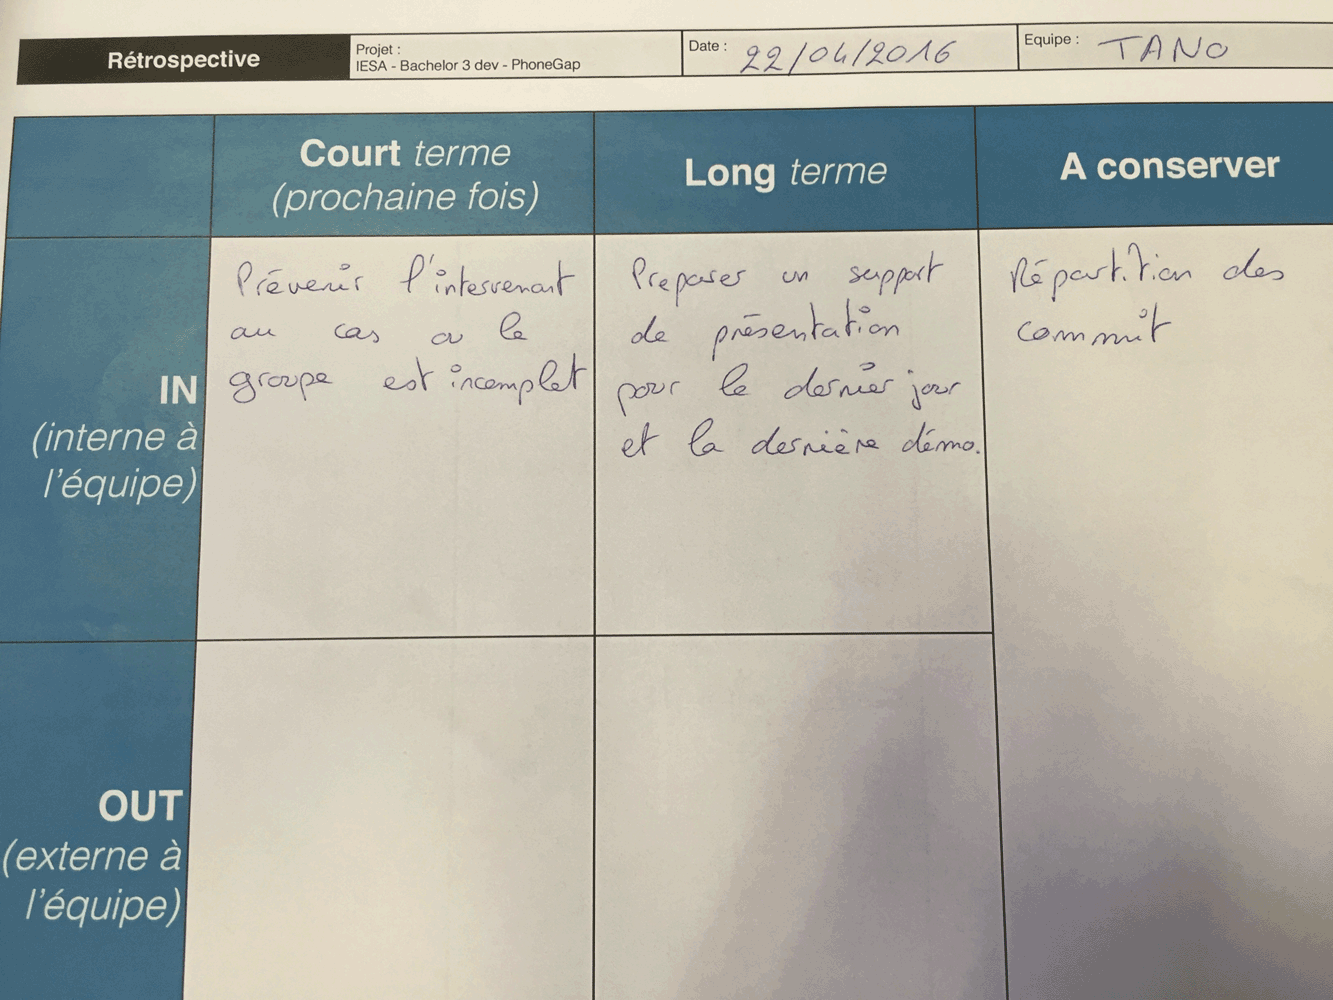 Rétrospective
Projet :
IESA - Bachelor 3 dev - PhoneGap
Date : 22/04/2016
Equipe : TANO
Court terme
(prochaine fois)
Long terme
A conserver
IN
(interne à
l'équipe)
Prévenir l'intervenant
au cas ou le
groupe est incomplet
Preparer un support
de présentation
pour le dernier jour
et la dernière démo.
Répartition des
commit
OUT
(externe à
l'équipe)